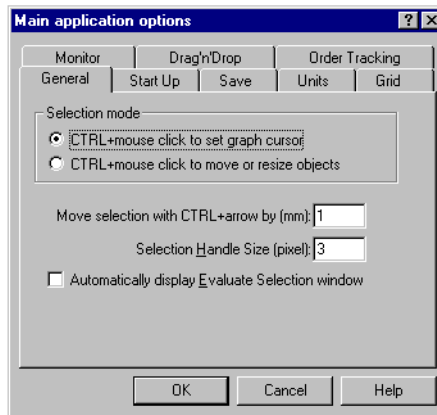 Main application options
Monitor Drag'n'Drop Order Tracking
General Start Up Save Units Grid
Selection mode
CTRL+mouse click to set graph cursor
CTRL+mouse click to move or resize objects
Move selection with CTRL+arrow by (mm): 1
Selection Handle Size (pixel): 3
Automatically display Evaluate Selection window
OK Cancel Help